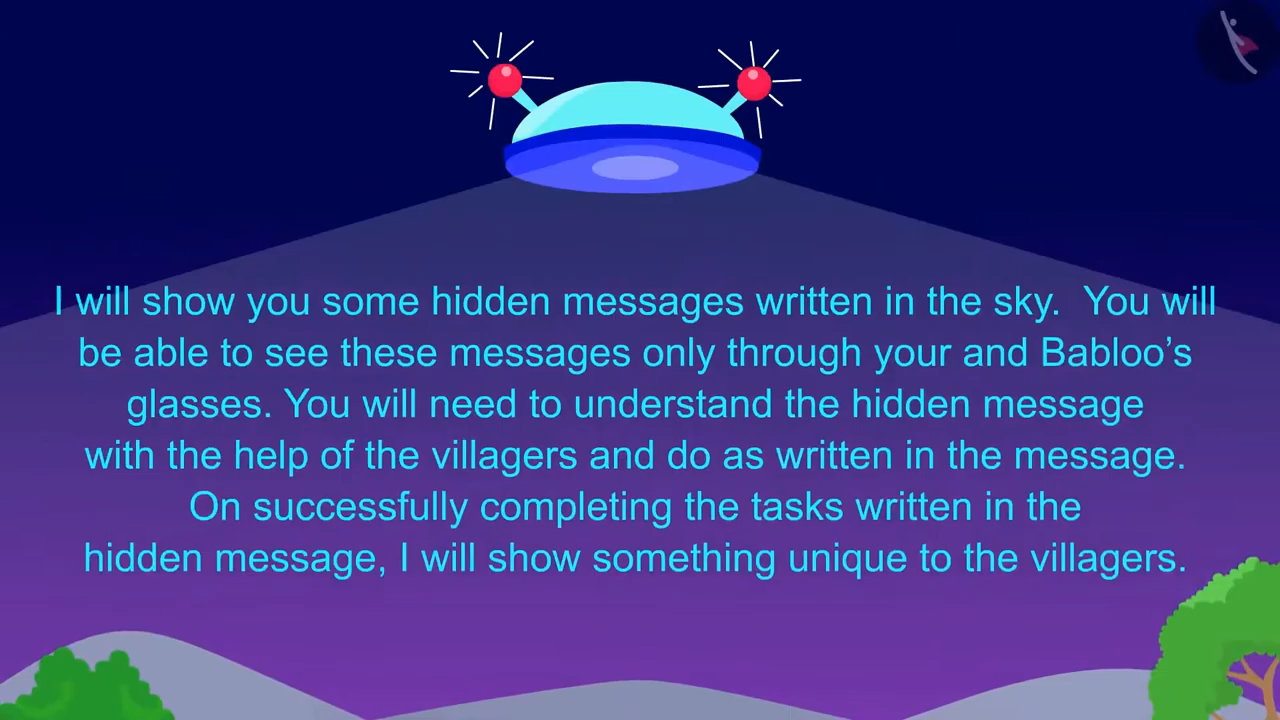 I will show you some hidden messages written in the sky.  You will
be able to see these messages only through your and Babloo’s
glasses. You will need to understand the hidden message
with the help of the villagers and do as written in the message.
On successfully completing the tasks written in the
hidden message, I will show something unique to the villagers.